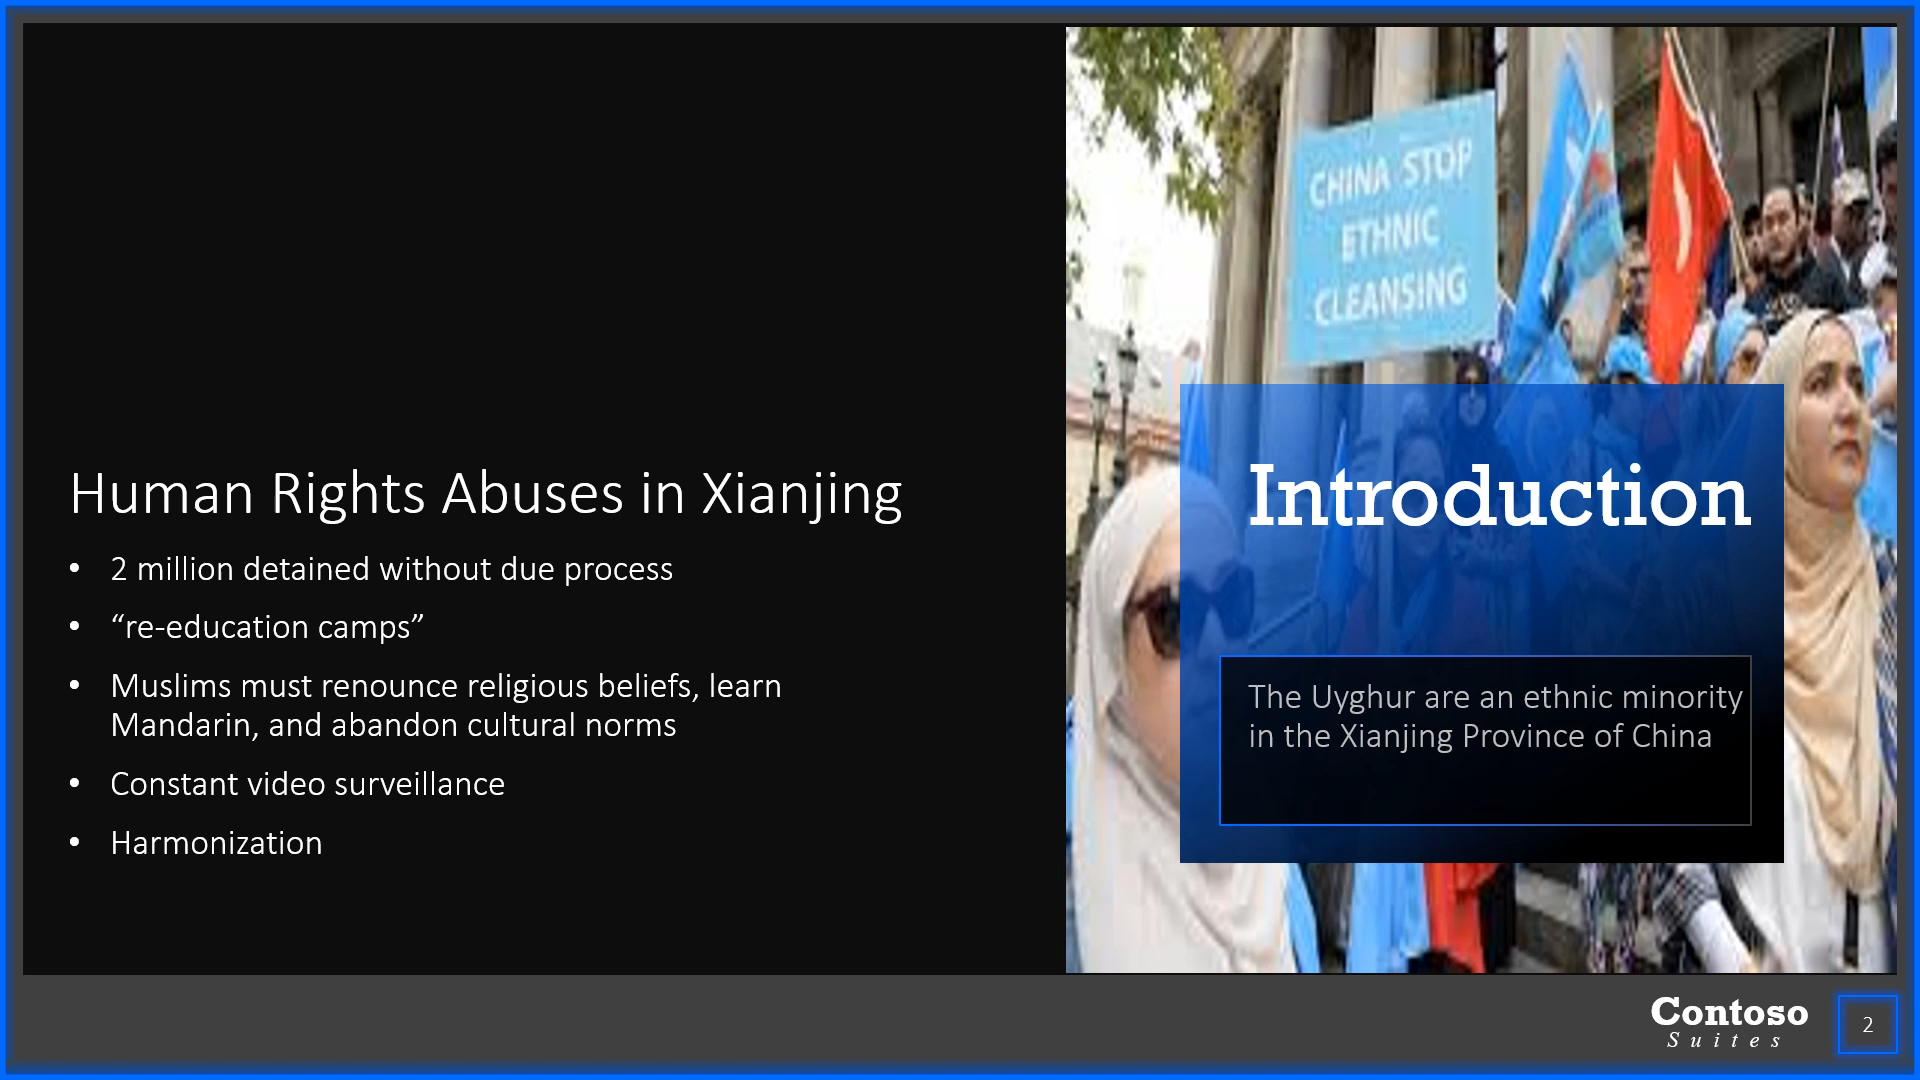 Human Rights Abuses in Xianjing
• 2 million detained without due process
• “re-education camps”
• Muslims must renounce religious beliefs, learn
Mandarin, and abandon cultural norms
• Constant video surveillance
• Harmonization
CHINA STOP
ETHNIC
CLEANSING
Introduction
The Uyghur are an ethnic minority
in the Xianjing Province of China
Contoso
Suites
2